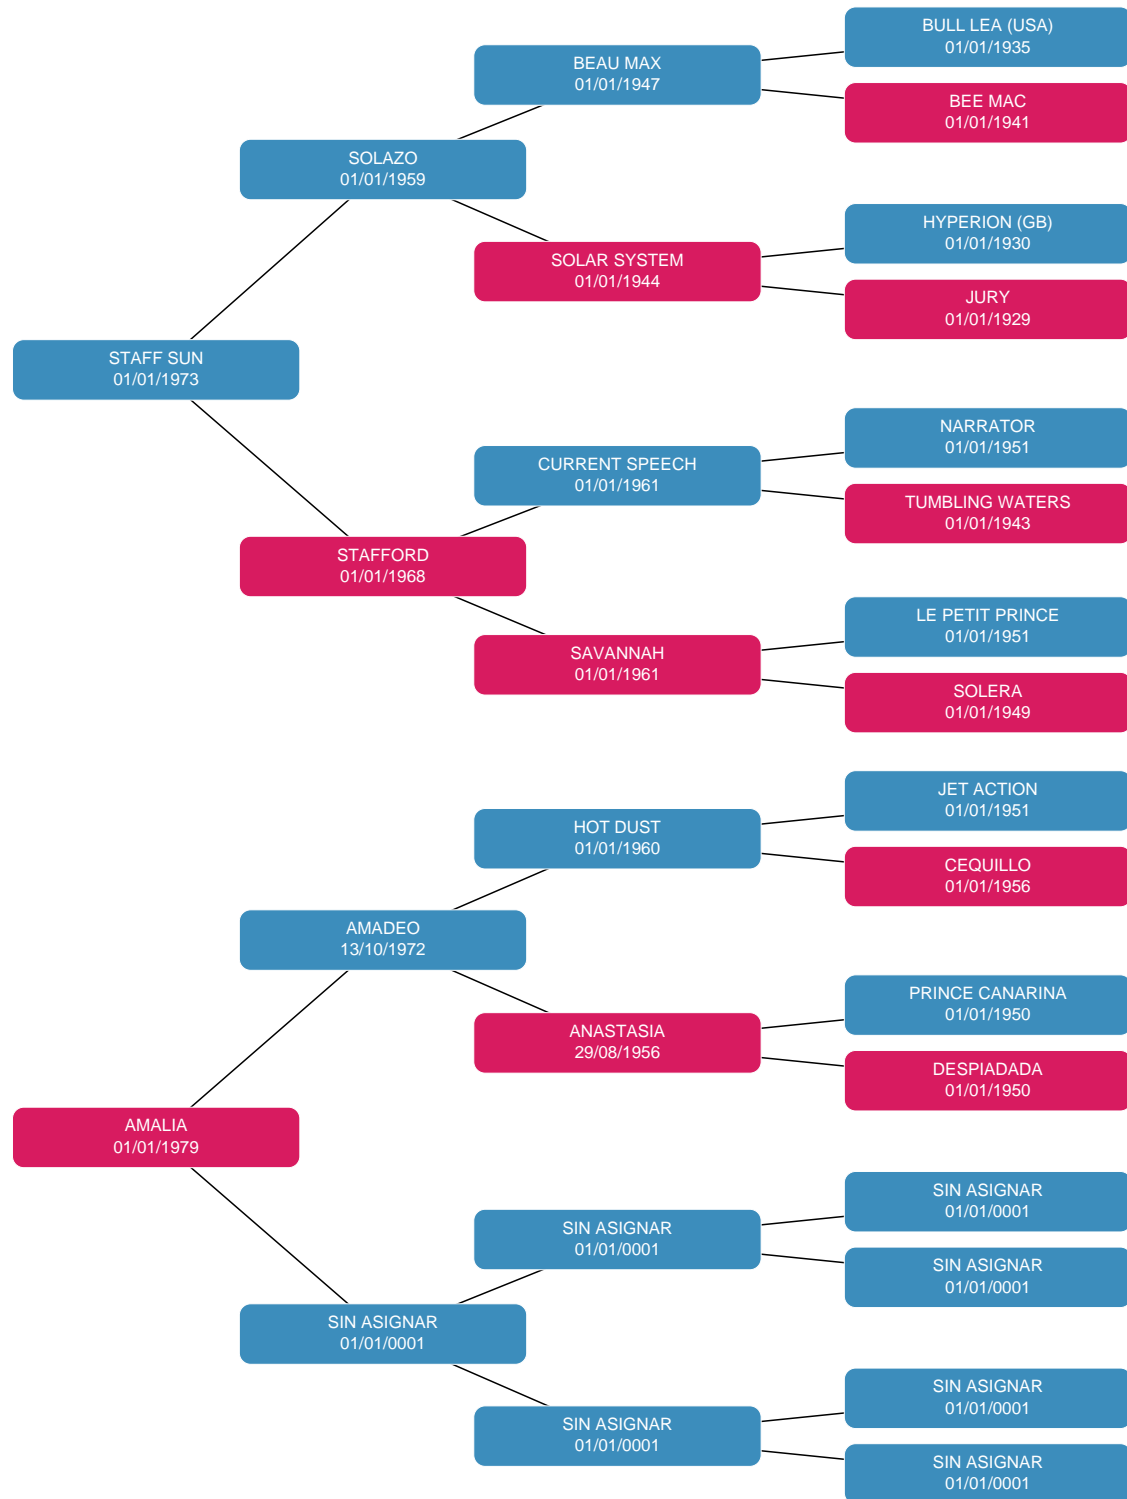 BULL LEA (USA)
01/01/1935
BEAU MAX
01/01/1947
BEE MAC
01/01/1941
SOLAZO
01/01/1959
HYPERION (GB)
01/01/1930
SOLAR SYSTEM
01/01/1944
JURY
01/01/1929
STAFF SUN
01/01/1973
NARRATOR
01/01/1951
CURRENT SPEECH
01/01/1961
TUMBLING WATERS
01/01/1943
STAFFORD
01/01/1968
LE PETIT PRINCE
01/01/1951
SAVANNAH
01/01/1961
SOLERA
01/01/1949
JET ACTION
01/01/1951
HOT DUST
01/01/1960
CEQUILLO
01/01/1956
AMADEO
13/10/1972
PRINCE CANARINA
01/01/1950
ANASTASIA
29/08/1956
DESPIADADA
01/01/1950
AMALIA
01/01/1979
SIN ASIGNAR
01/01/0001
SIN ASIGNAR
01/01/0001
SIN ASIGNAR
01/01/0001
SIN ASIGNAR
01/01/0001
SIN ASIGNAR
01/01/0001
SIN ASIGNAR
01/01/0001
SIN ASIGNAR
01/01/0001